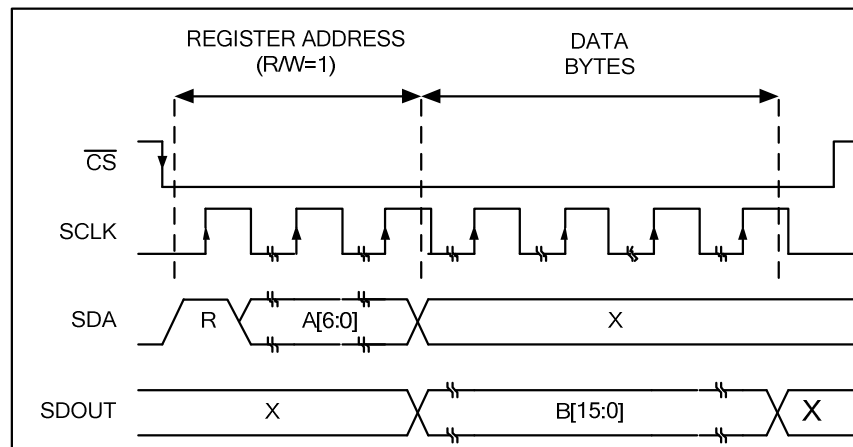 REGISTER ADDRESS
(R/W=1)
DATA
BYTES
CS
SCLK
SDA
R
A[6:0]
X
SDOUT
X
B[15:0]
X